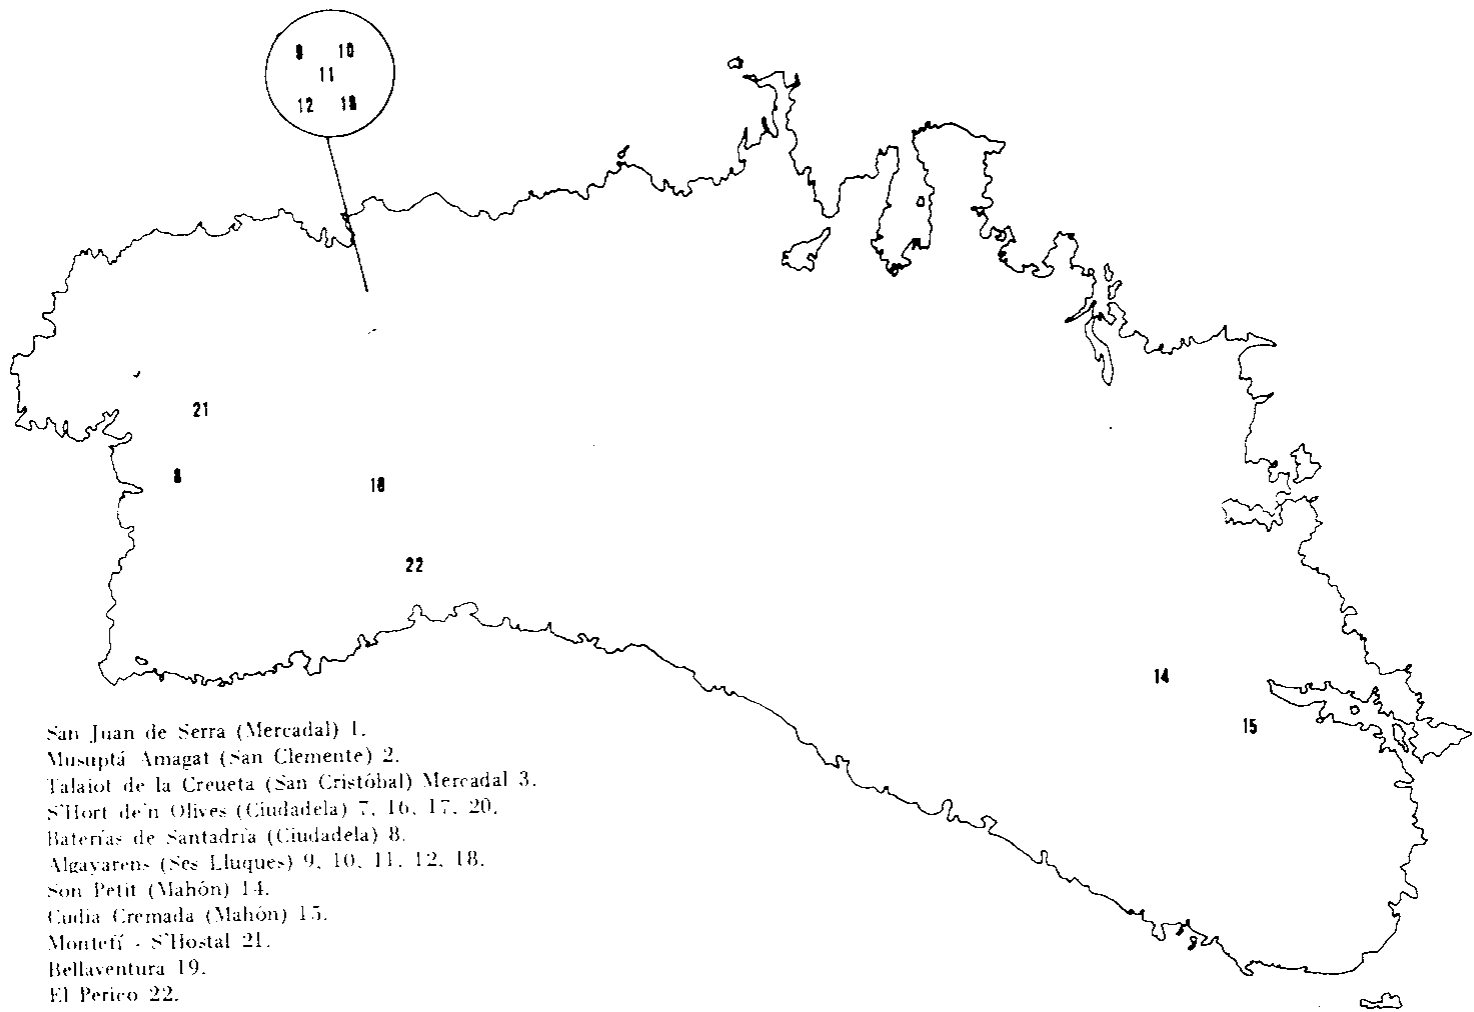 9 10
11
12 18
21
8
18
22
14
15
San Juan de Serra (Mercadal) 1.
Musuptá Amagat (San Clemente) 2.
Talaiot de la Creueta (San Cristóbal) Mercadal 3.
S'Hort de'n Olives (Ciudadela) 7, 16, 17, 20.
Baterías de Santadría (Ciudadela) 8.
Algayarens (Ses Lluques) 9, 10, 11, 12, 18.
Son Petit (Mahón) 14.
Cudia Cremada (Mahón) 15.
Montefí - S'Hostal 21.
Bellaventura 19.
El Perico 22.